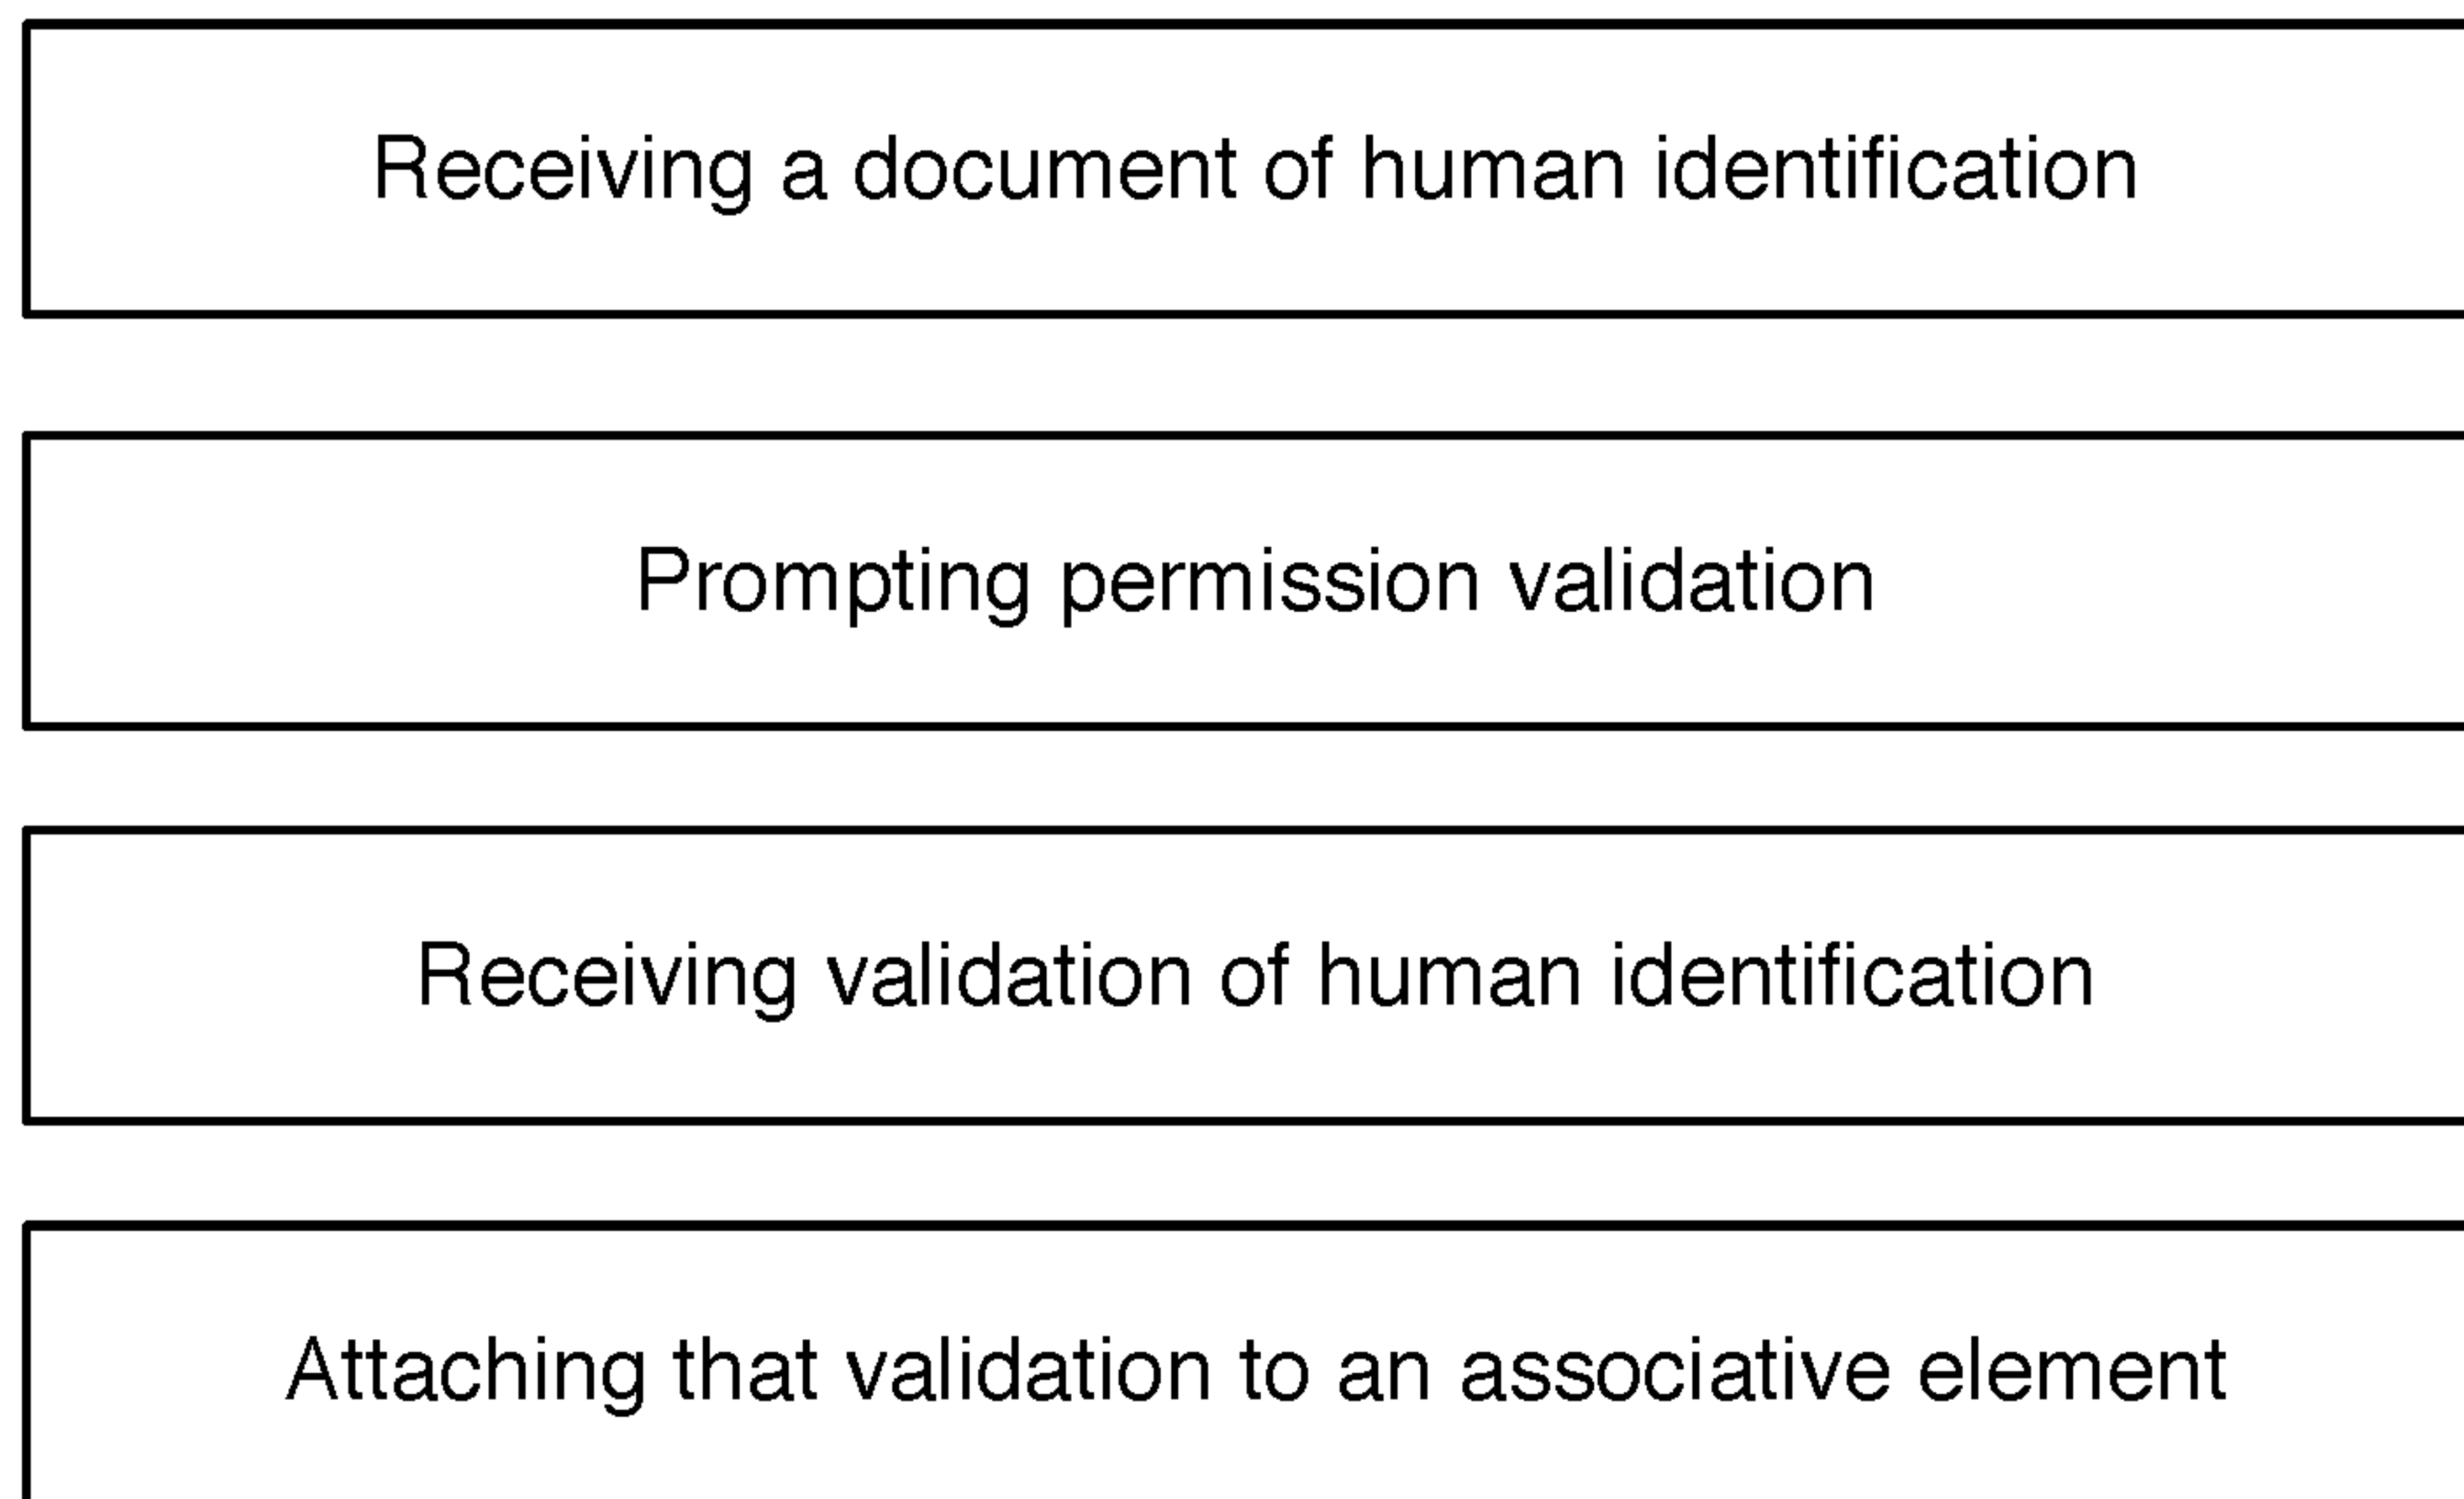 Receiving a document of human identification
Prompting permission validation
Receiving validation of human identification
Attaching that validation to an associative element